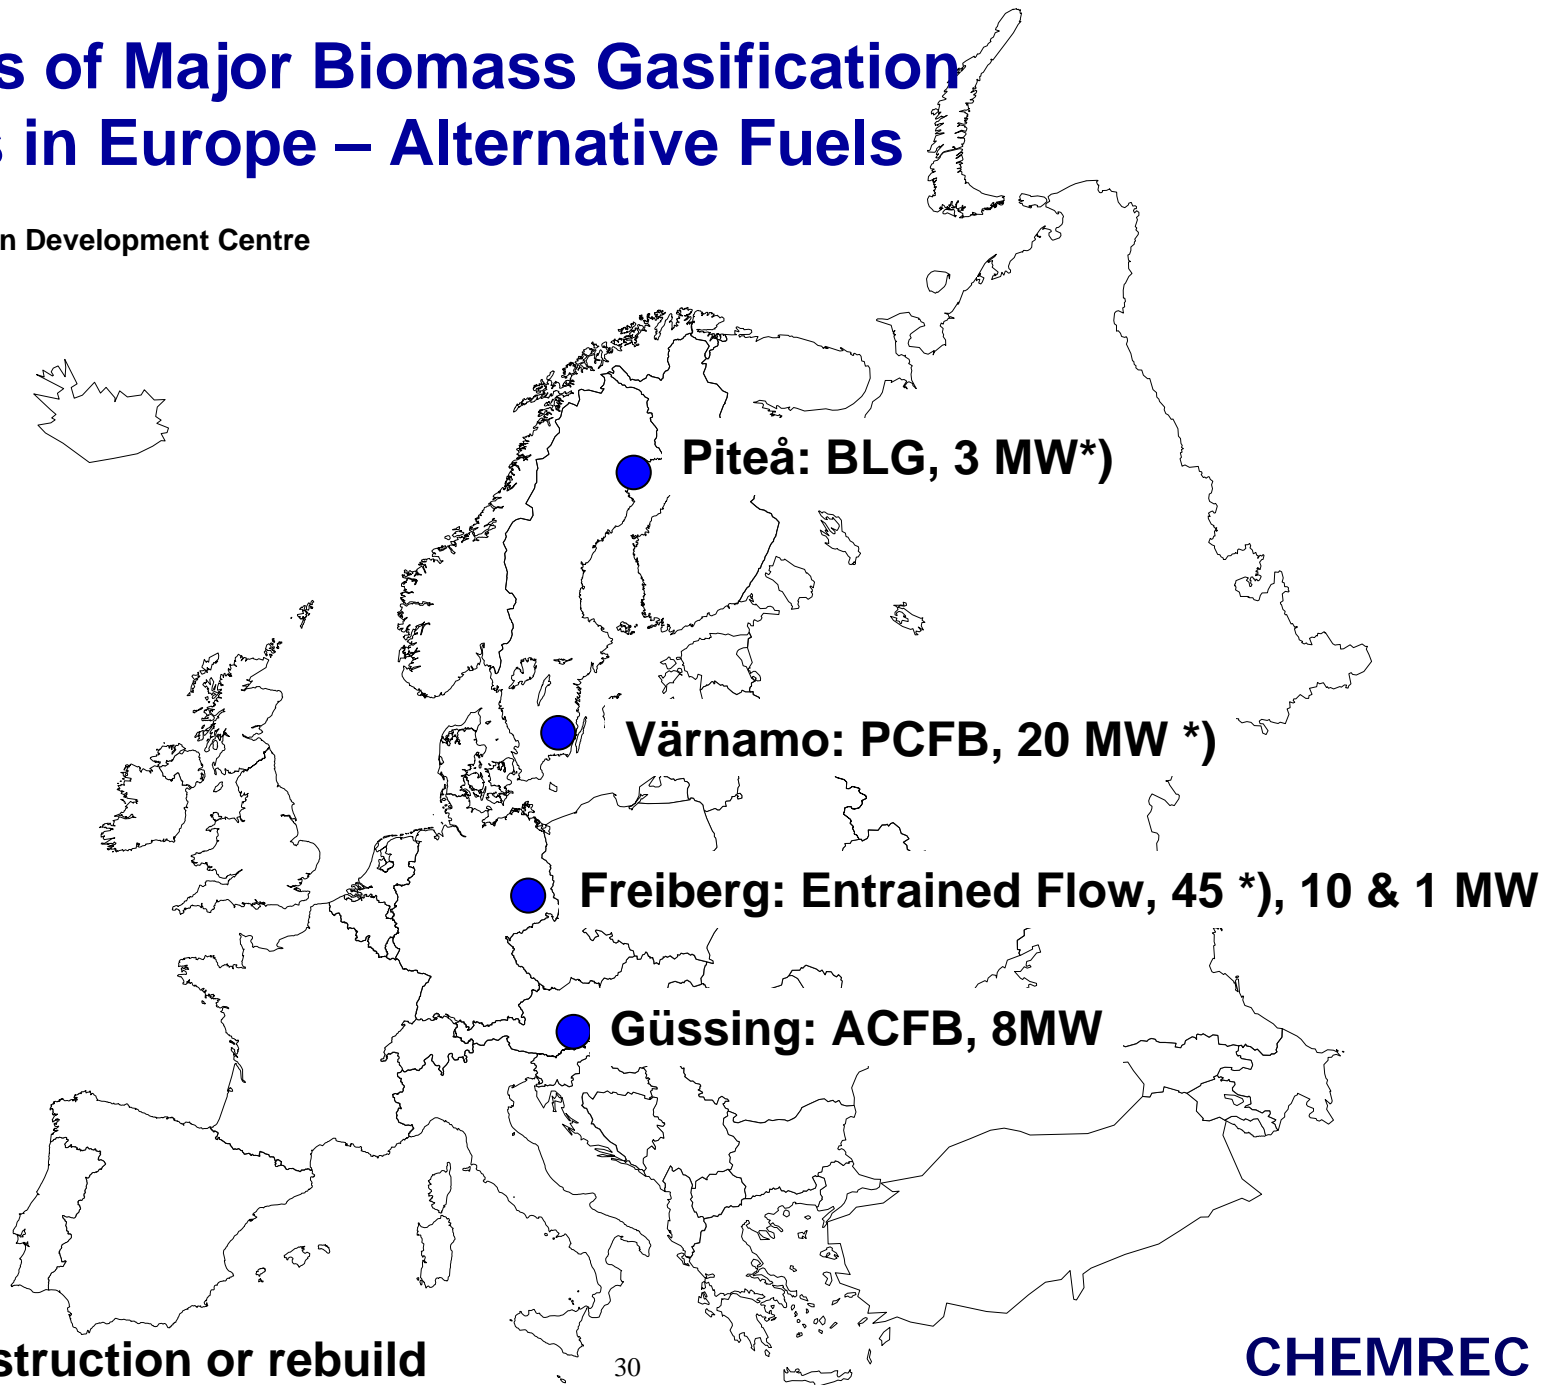 s of Major Biomass Gasification
s in Europe – Alternative Fuels
n Development Centre
Piteå: BLG, 3 MW*)
Värnamo: PCFB, 20 MW *)
Freiberg: Entrained Flow, 45 *), 10 & 1 MW
Güssing: ACFB, 8MW
struction or rebuild
30
CHEMREC